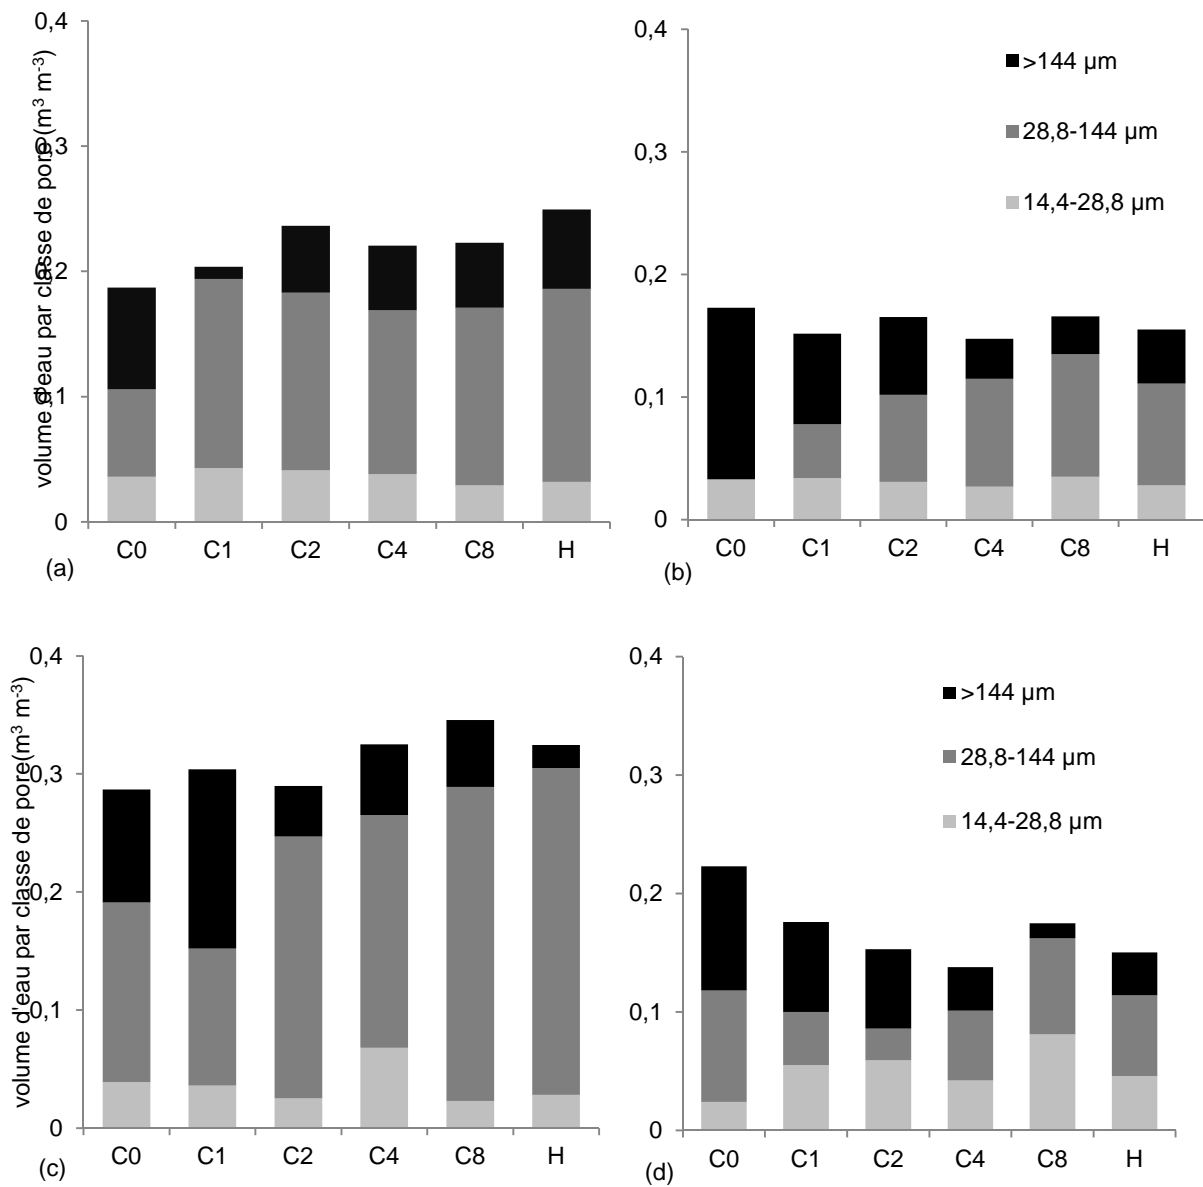 0,4
0,3
0,2
0,1
0
volume d'eau par classe de pore (m³ m⁻³)
C0 C1 C2 C4 C8 H
(a)
0,4
0,3
0,2
0,1
0
>144 µm
28,8-144 µm
14,4-28,8 µm
C0 C1 C2 C4 C8 H
(b)
0,4
0,3
0,2
0,1
0
volume d'eau par classe de pore(m³ m⁻³)
C0 C1 C2 C4 C8 H
(c)
0,4
0,3
0,2
0,1
0
>144 µm
28,8-144 µm
14,4-28,8 µm
C0 C1 C2 C4 C8 H
(d)